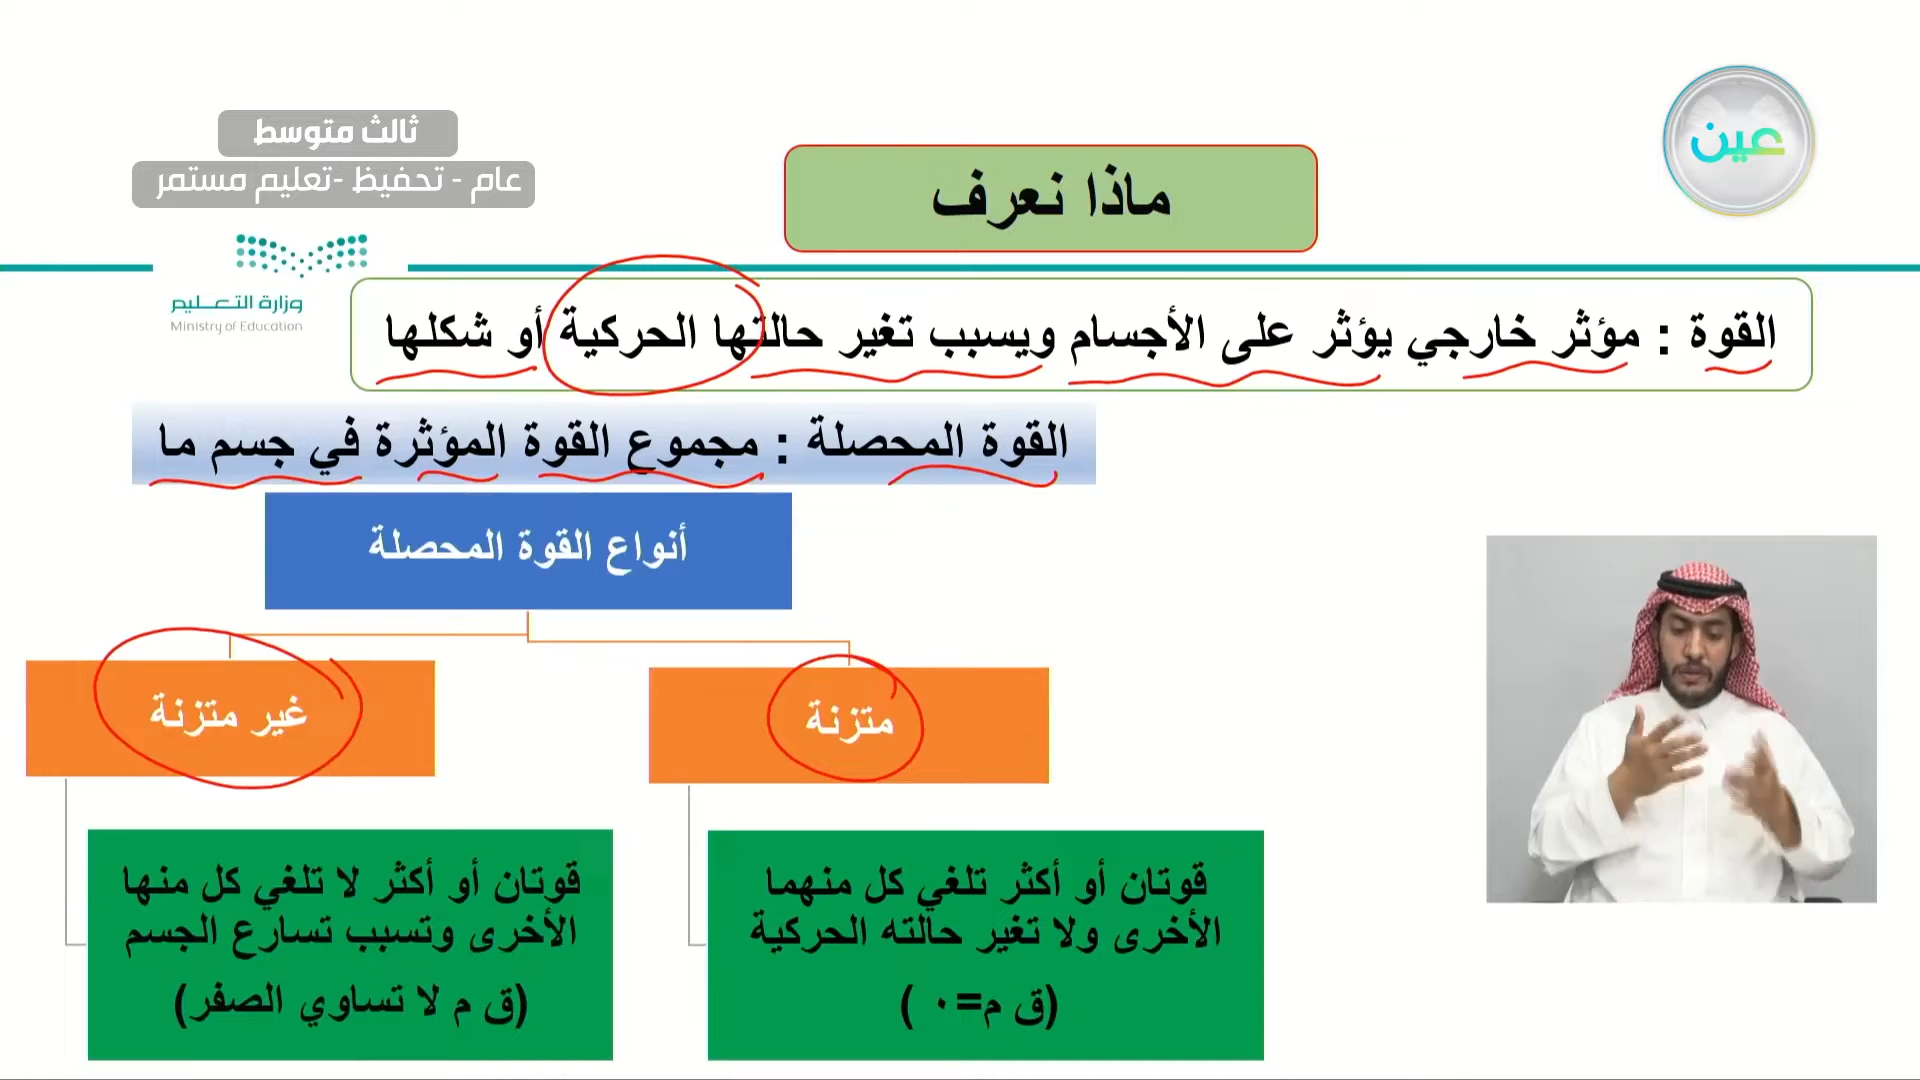 ثالث متوسط
عام - تحفيظ -تعليم مستمر
عين
ماذا نعرف
وزارة التعليم
Ministry of Education
القوة : مؤثر خارجي يؤثر على الأجسام ويسبب تغير حالتها الحركية أو شكلها
القوة المحصلة : مجموع القوة المؤثرة في جسم ما
أنواع القوة المحصلة
متزنة
غير متزنة
قوتان أو أكثر تلغي كل منهما
الأخرى ولا تغير حالته الحركية
(ق م=٠ )
قوتان أو أكثر لا تلغي كل منها
الأخرى وتسبب تسارع الجسم
(ق م لا تساوي الصفر)